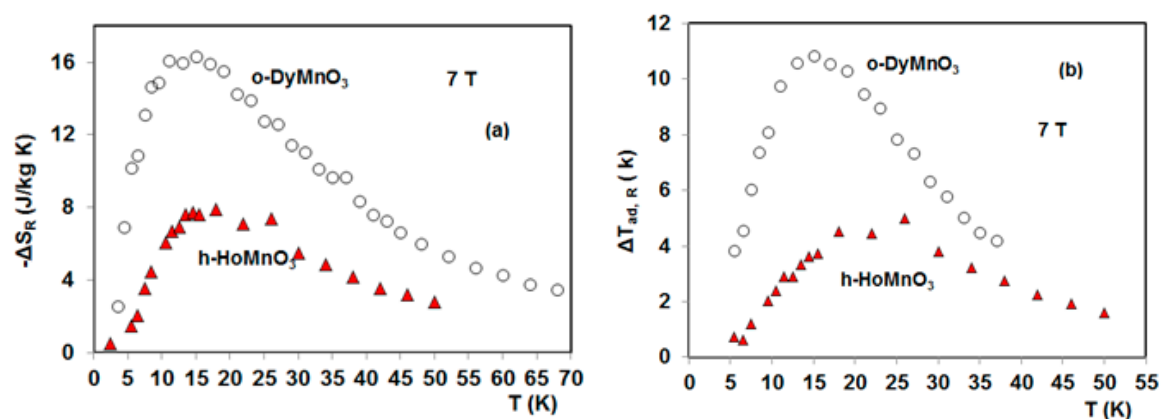 -ΔS_R (J/kg K)
16
12
8
4
0
o-DyMnO₃
7 T
(a)
h-HoMnO₃
0 5 10 15 20 25 30 35 40 45 50 55 60 65 70
T (K)
ΔT_ad, R ( k)
12
10
8
6
4
2
0
o-DyMnO₃
(b)
7 T
h-HoMnO₃
0 5 10 15 20 25 30 35 40 45 50 55
T (K)